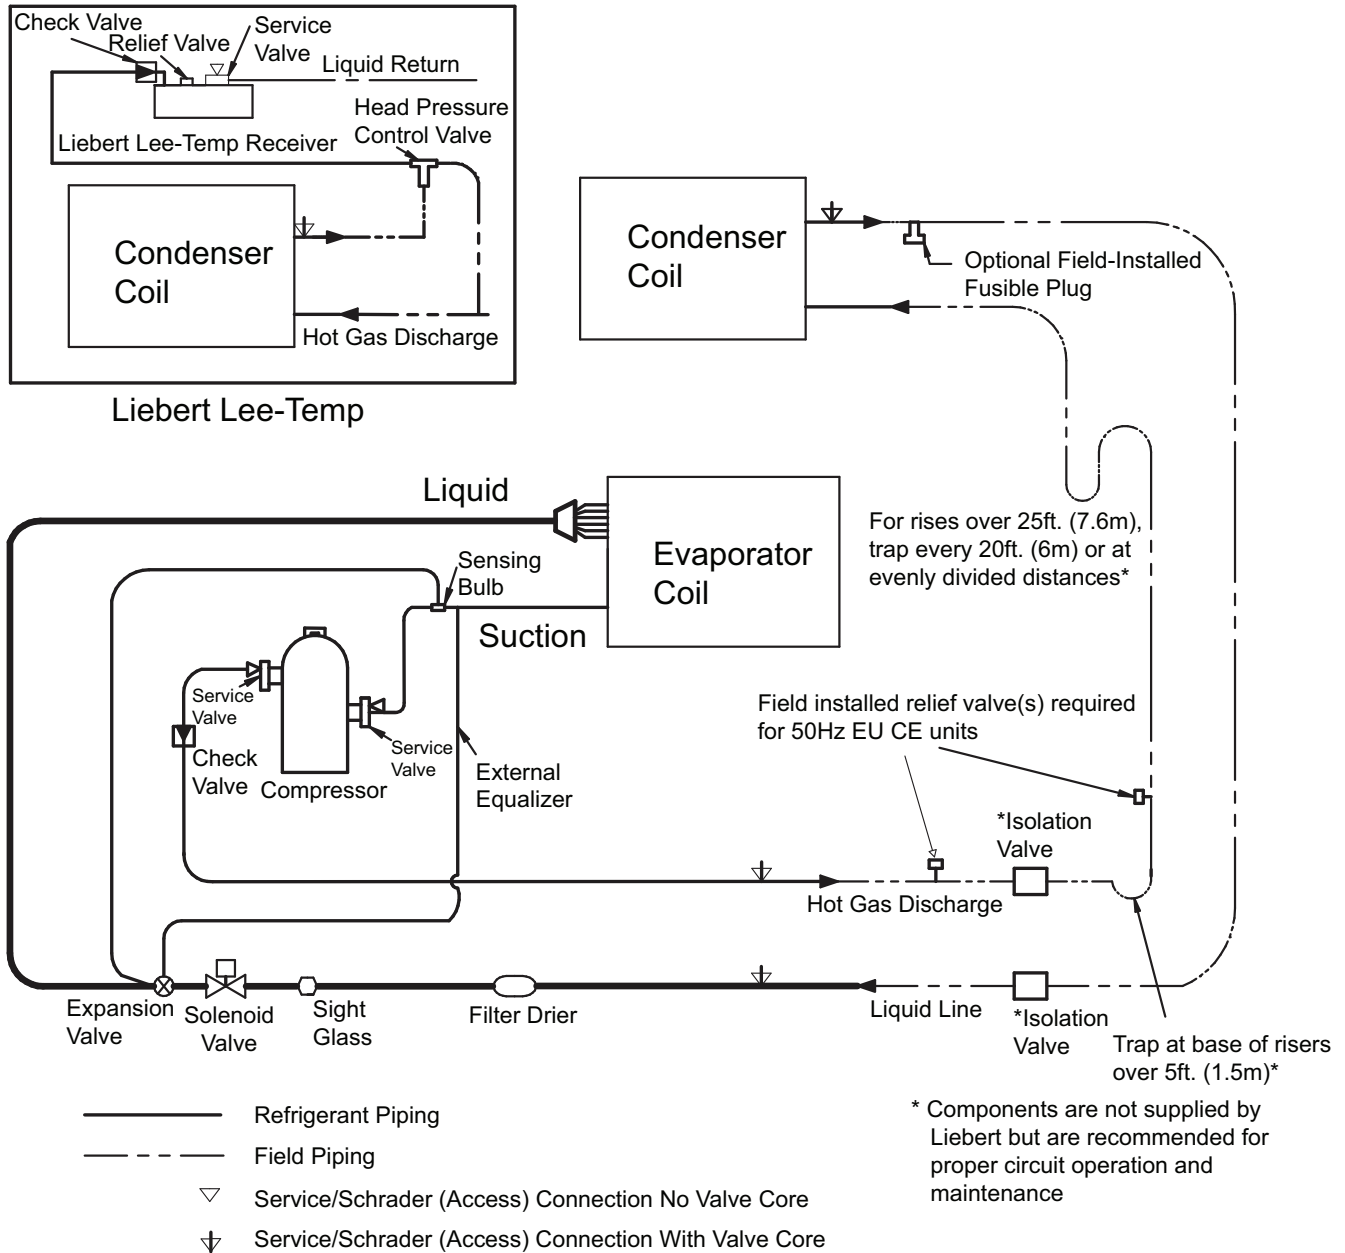 Check Valve
Relief Valve
Service
Valve
Liquid Return
Head Pressure
Control Valve
Liebert Lee-Temp Receiver
Condenser
Coil
Hot Gas Discharge
Liebert Lee-Temp
Condenser
Coil
Optional Field-Installed
Fusible Plug
Liquid
Evaporator
Coil
Sensing
Bulb
Suction
For rises over 25ft. (7.6m),
trap every 20ft. (6m) or at
evenly divided distances*
Service
Valve
Check
Valve
Compressor
Service
Valve
External
Equalizer
Field installed relief valve(s) required
for 50Hz EU CE units
*Isolation
Valve
Hot Gas Discharge
Expansion
Valve
Solenoid
Valve
Sight
Glass
Filter Drier
Liquid Line
*Isolation
Valve
Trap at base of risers
over 5ft. (1.5m)*
Refrigerant Piping
Field Piping
Service/Schrader (Access) Connection No Valve Core
Service/Schrader (Access) Connection With Valve Core
* Components are not supplied by
Liebert but are recommended for
proper circuit operation and
maintenance